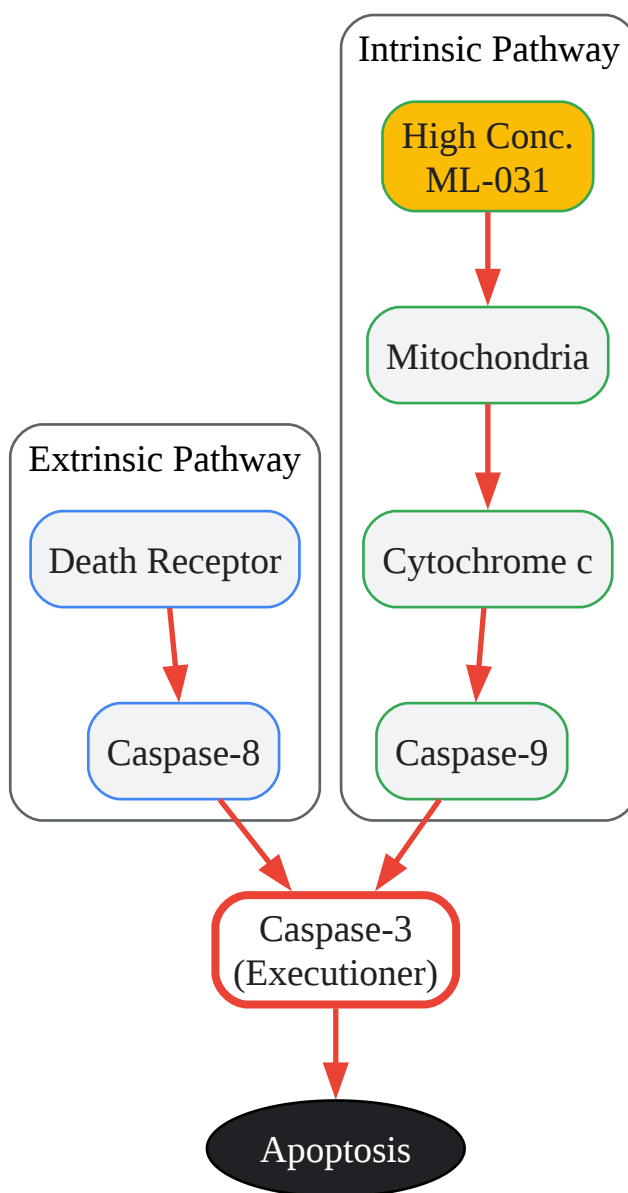 Intrinsic Pathway
High Conc.
ML-031
Mitochondria
Extrinsic Pathway
Death Receptor
Cytochrome c
Caspase-8
Caspase-9
Caspase-3
(Executioner)
Apoptosis